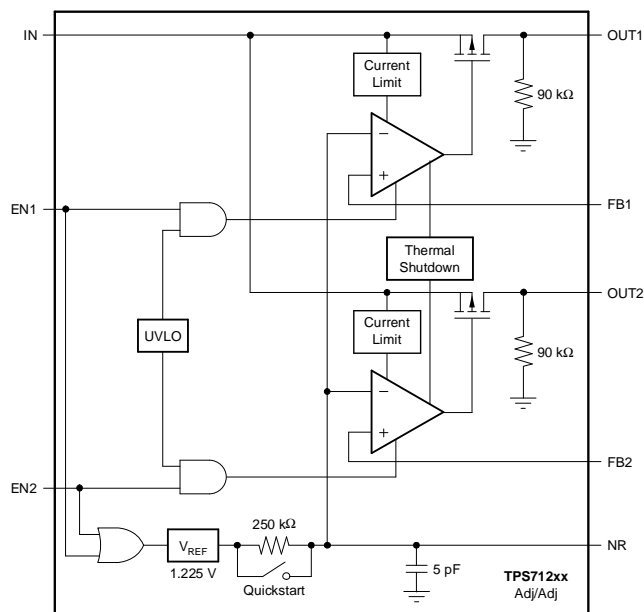 IN
OUT1
Current
Limit
90 kΩ
−
+
EN1
FB1
Thermal
Shutdown
OUT2
UVLO
Current
Limit
90 kΩ
−
+
FB2
EN2
250 kΩ
VREF
NR
1.225 V
Quickstart
5 pF
TPS712xx
Adj/Adj